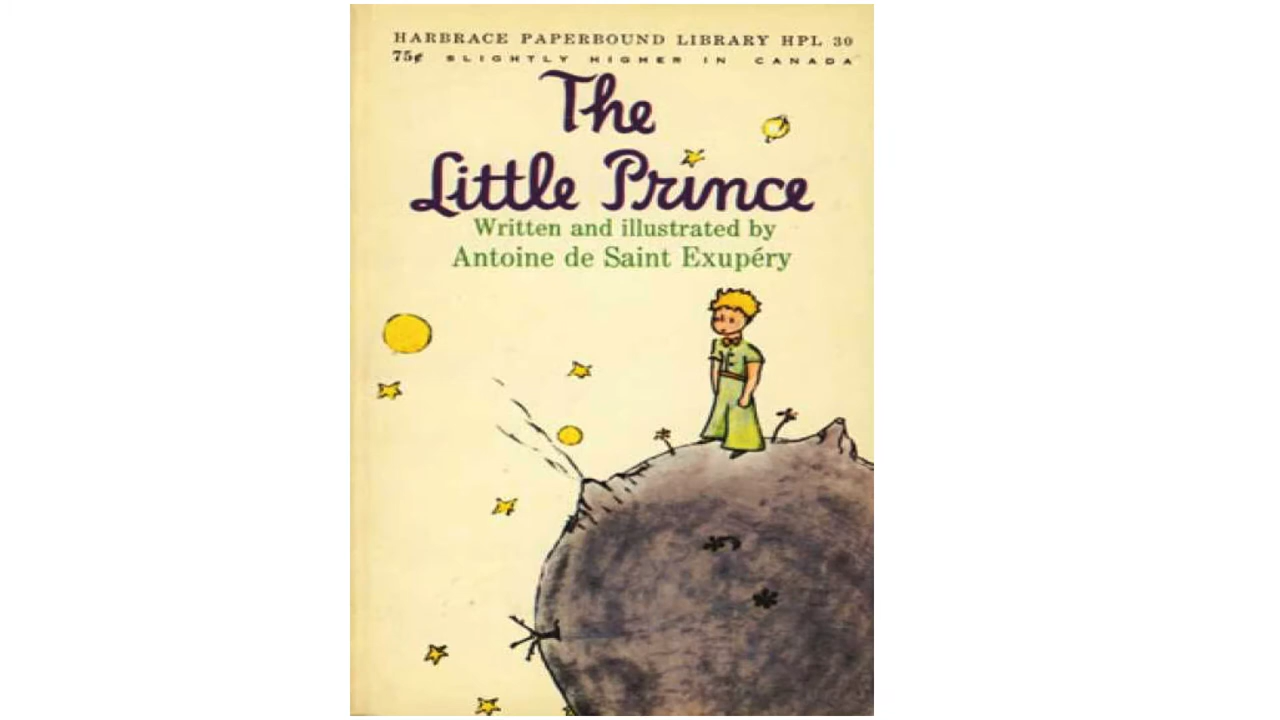 HARBRACE PAPERBOUND LIBRARY HPL 30
75¢ SLIGHTLY HIGHER IN CANADA
The
Little Prince
Written and illustrated by
Antoine de Saint Exupéry